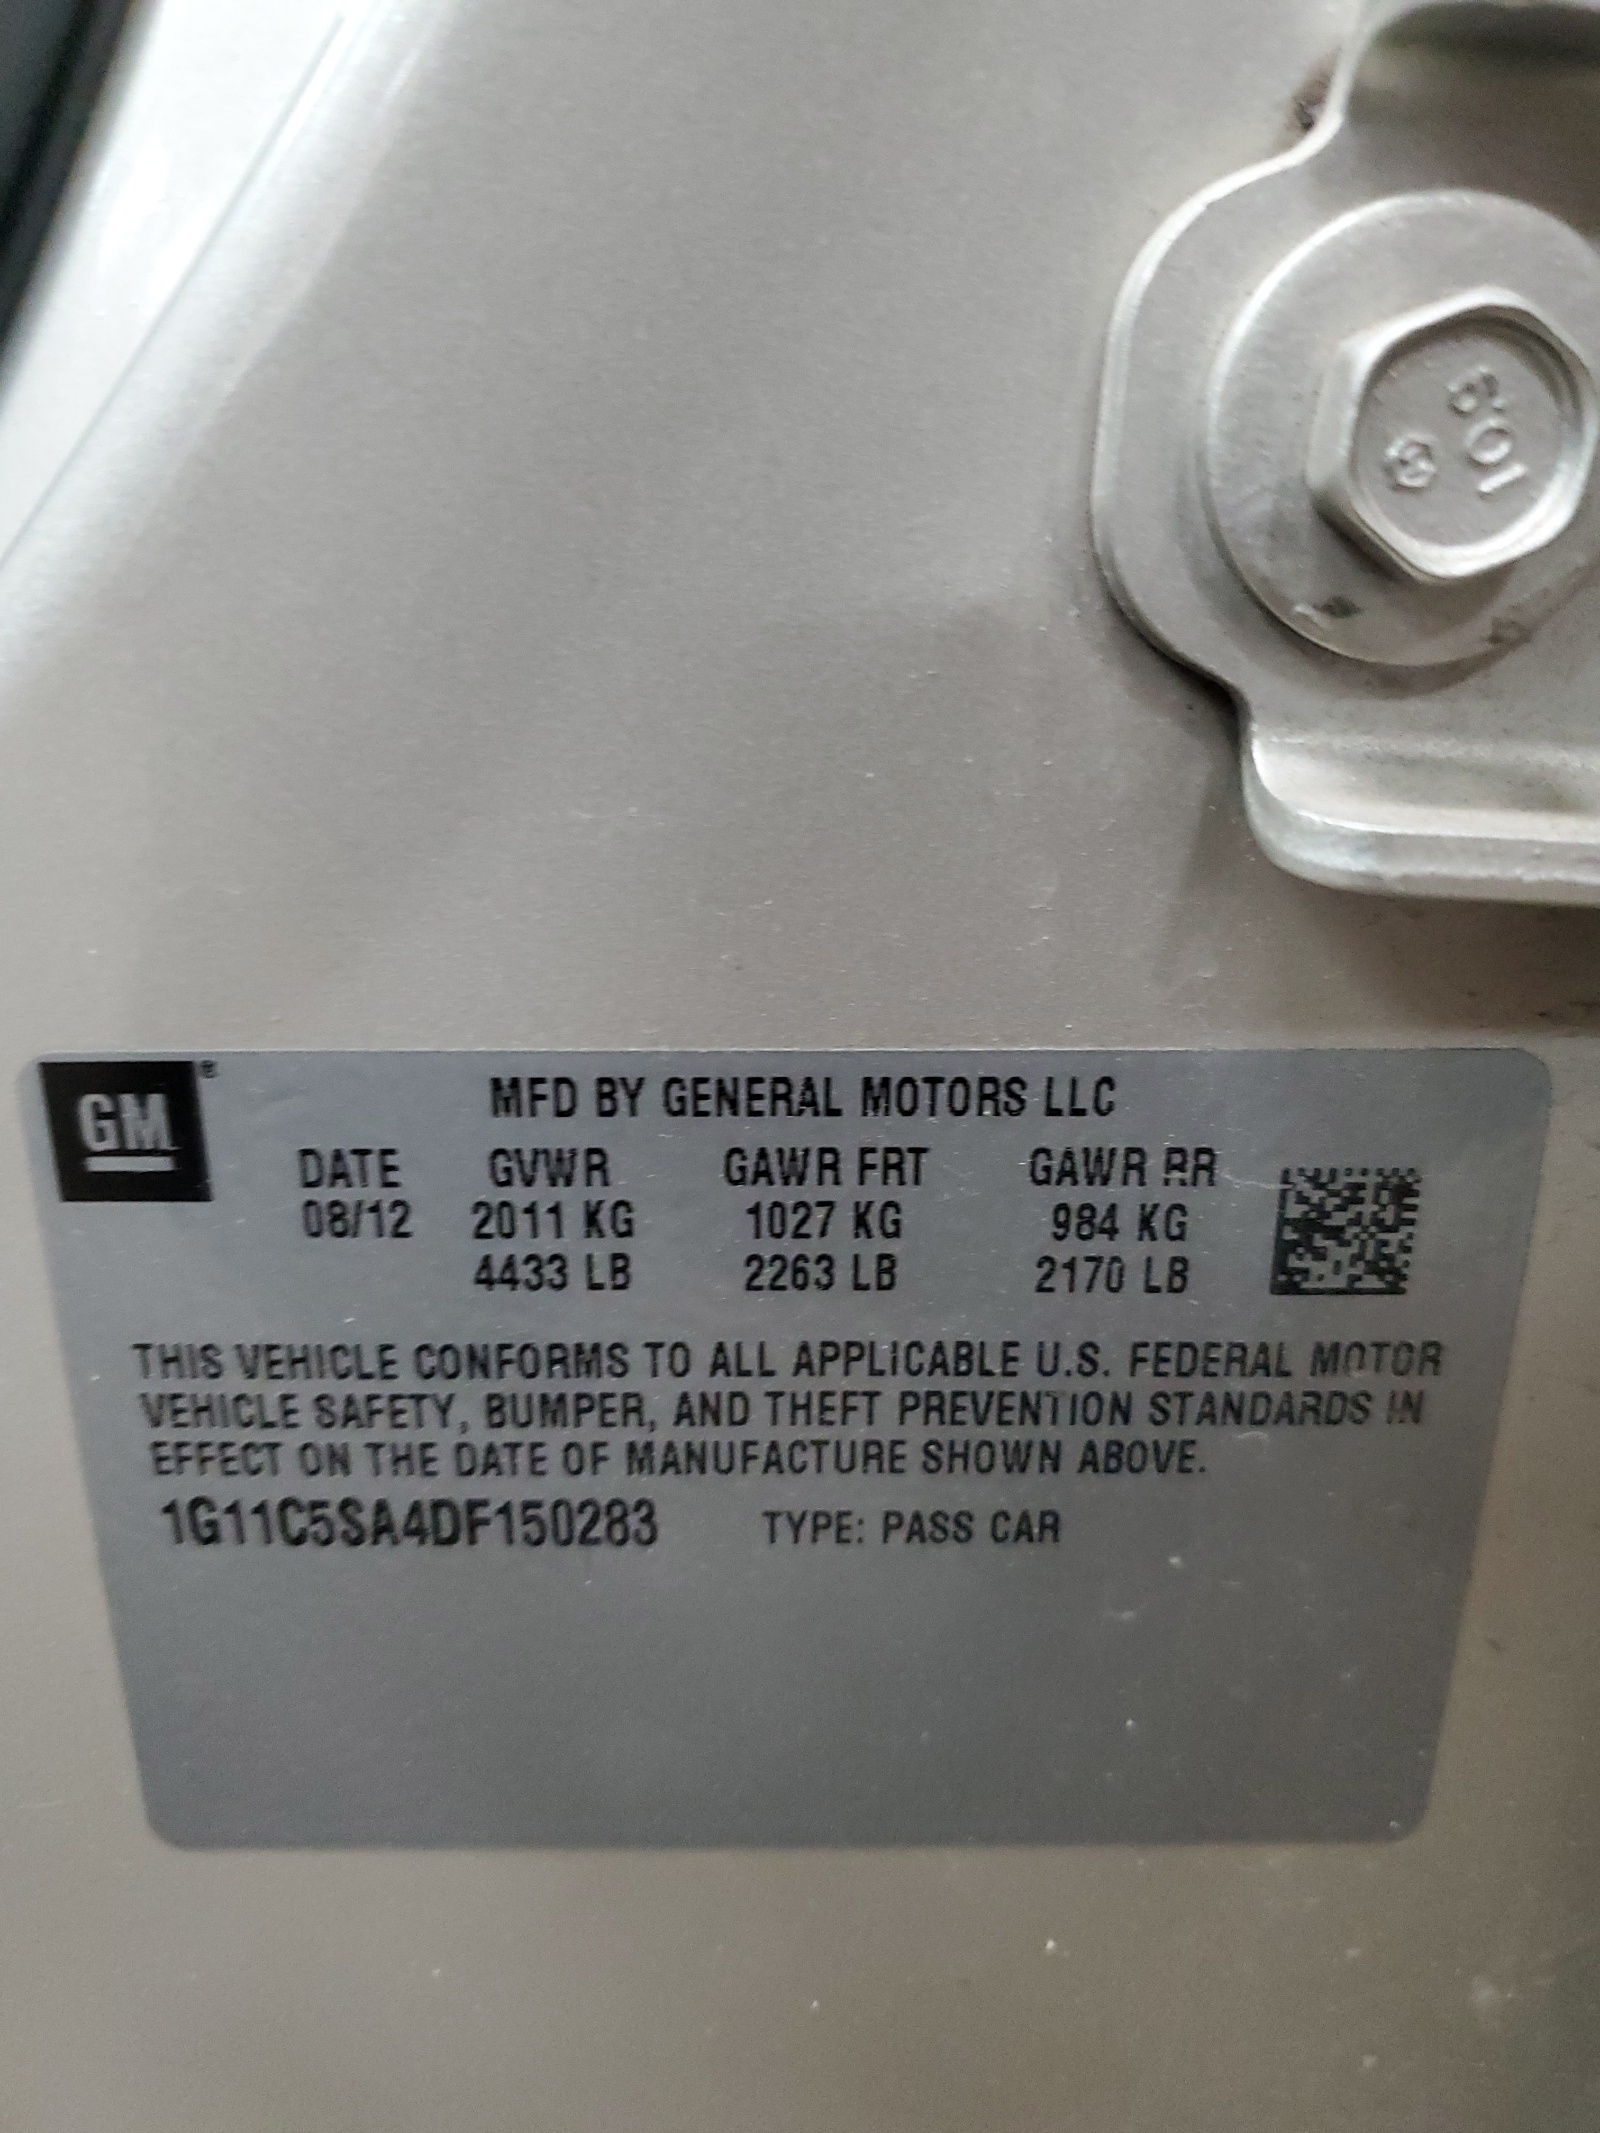 10.9
GM®
MFD BY GENERAL MOTORS LLC
DATE GVWR GAWR FRT GAWR RR
08/12 2011 KG 1027 KG 984 KG
4433 LB 2263 LB 2170 LB
THIS VEHICLE CONFORMS TO ALL APPLICABLE U.S. FEDERAL MOTOR
VEHICLE SAFETY, BUMPER, AND THEFT PREVENTION STANDARDS IN
EFFECT ON THE DATE OF MANUFACTURE SHOWN ABOVE.
1G11C5SA4DF150283 TYPE: PASS CAR